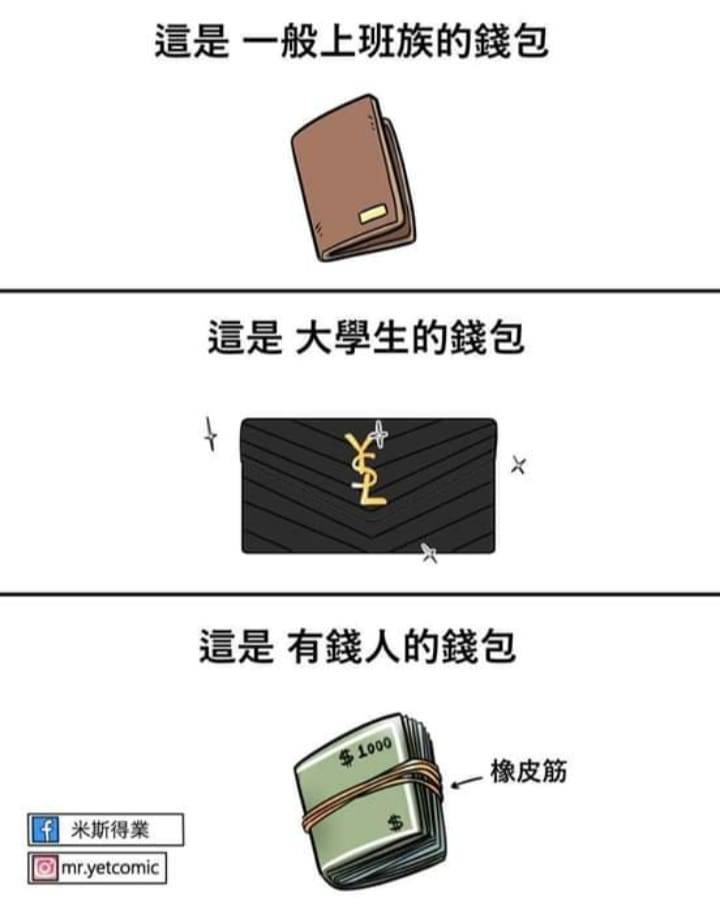 這是 一般上班族的錢包
這是 大學生的錢包
YSL
這是 有錢人的錢包
$1000
$
橡皮筋
米斯得業
mr.yetcomic